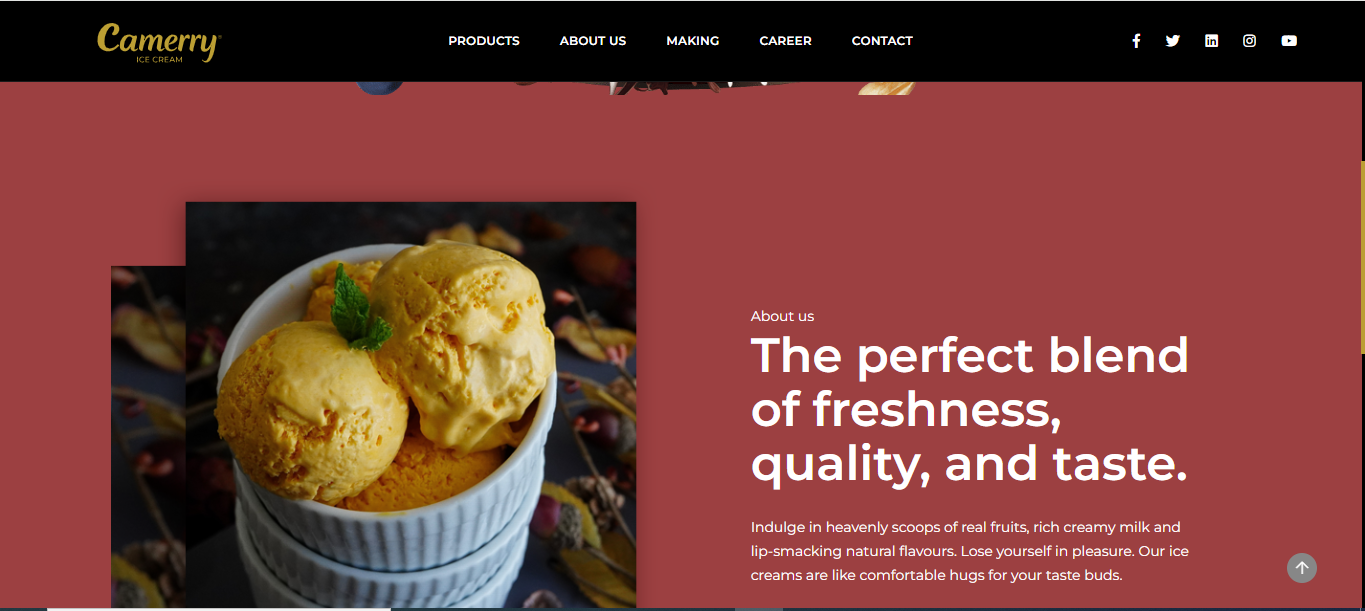 Camerry
ICE CREAM
PRODUCTS ABOUT US MAKING CAREER CONTACT
About us
The perfect blend
of freshness,
quality, and taste.
Indulge in heavenly scoops of real fruits, rich creamy milk and
lip-smacking natural flavours. Lose yourself in pleasure. Our ice
creams are like comfortable hugs for your taste buds.